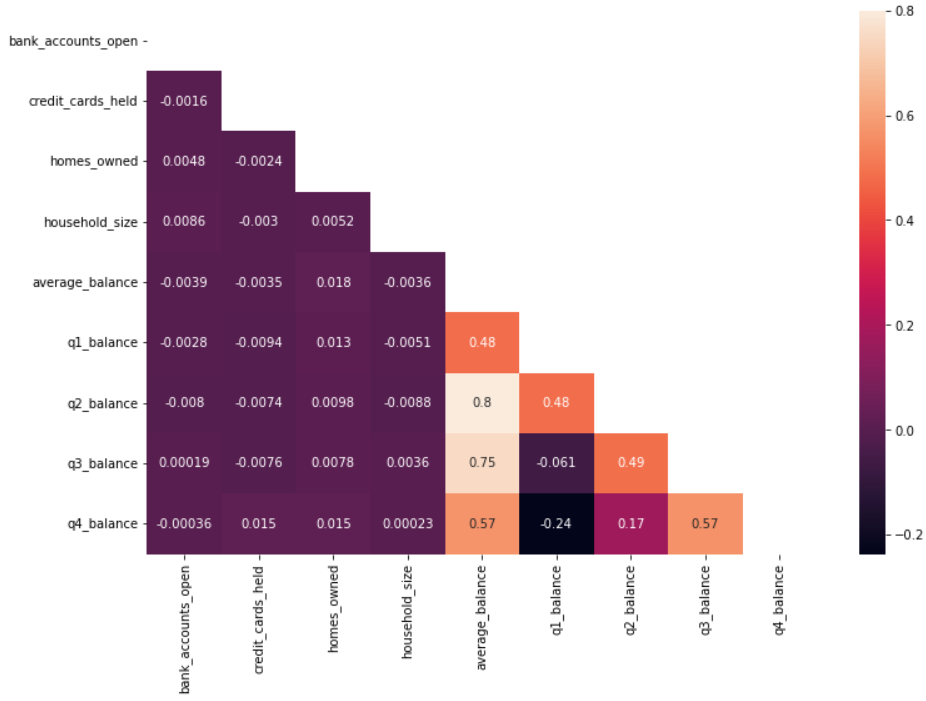 0.8
bank_accounts_open
credit_cards_held -0.0016
0.6
homes_owned 0.0048 -0.0024
household_size 0.0086 -0.003 0.0052
0.4
average_balance -0.0039 -0.0035 0.018 -0.0036
q1_balance -0.0028 -0.0094 0.013 -0.0051 0.48
0.2
q2_balance -0.008 -0.0074 0.0098 -0.0088 0.8 0.48
0.0
q3_balance 0.00019 -0.0076 0.0078 0.0036 0.75 -0.061 0.49
q4_balance -0.00036 0.015 0.015 0.00023 0.57 -0.24 0.17 0.57
−0.2
bank_accounts_open
credit_cards_held
homes_owned
household_size
average_balance
q1_balance
q2_balance
q3_balance
q4_balance